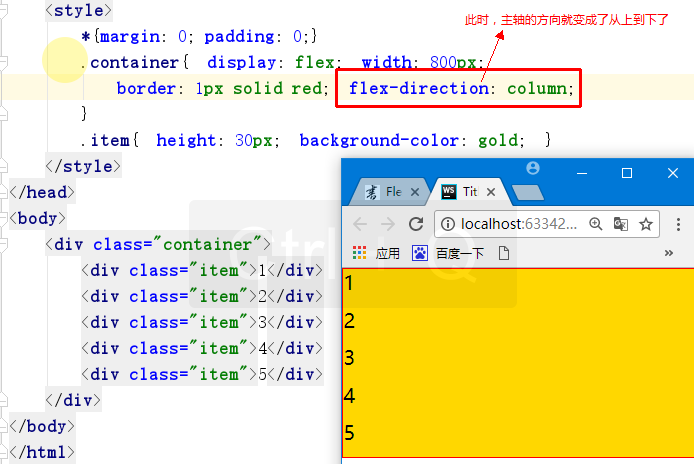 <style>
此时，主轴的方向就变成了从上到下了
*{margin: 0; padding: 0;}
.container{ display: flex; width: 800px;
border: 1px solid red; flex-direction: column;
}
.item{ height: 30px; background-color: gold; }
</style>
</head>
<body>
<div class="container">
<div class="item">1</div>
<div class="item">2</div>
<div class="item">3</div>
<div class="item">4</div>
<div class="item">5</div>
</div>
</body>
</html>
书 Fle
WS Tit
localhost:63342...
应用 百度一下
1
2
3
4
5